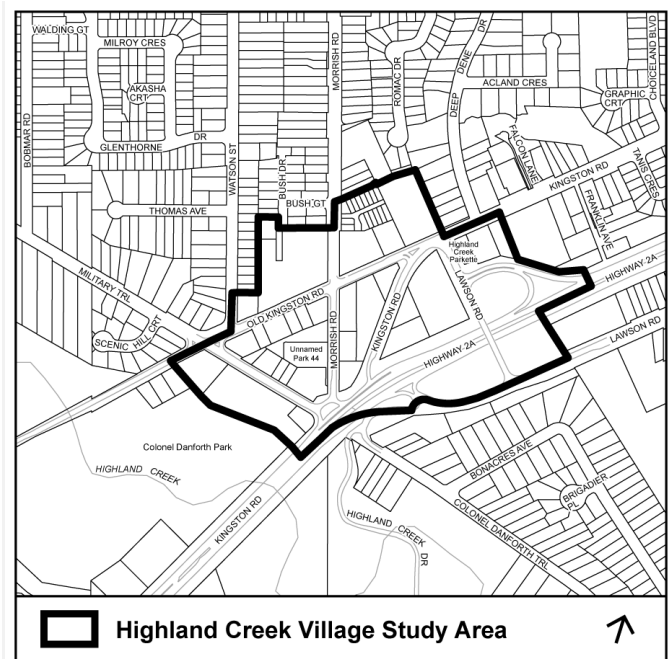 WALDING GT
MILROY CRES
AKASHA
CRT
GLENTHORNE
DR
BOBMAR RD
WATSON ST
THOMAS AVE
BUSH DR
BUSH GT
MORRISH RD
ROMAC DR
DEEP
DENE
DR
ACLAND CRES
GRAPHIC
CRT
CHOICELAND BLVD
FALCON LANE
KINGSTON RD
TANIS CRES
FRANKLIN AVE
MILITARY TRL
SCENIC
HILL CRT
OLD KINGSTON RD
Highland
Creek
Parkette
LAWSON RD
HIGHWAY 2A
Unnamed
Park 44
MORRISH RD
KINGSTON RD
HIGHWAY 2A
LAWSON RD
Colonel Danforth Park
HIGHLAND
CREEK
KINGSTON RD
BONACRES AVE
BRIGADIER
PL
COLONEL DANFORTH TRL
HIGHLAND
CREEK
DR
Highland Creek Village Study Area